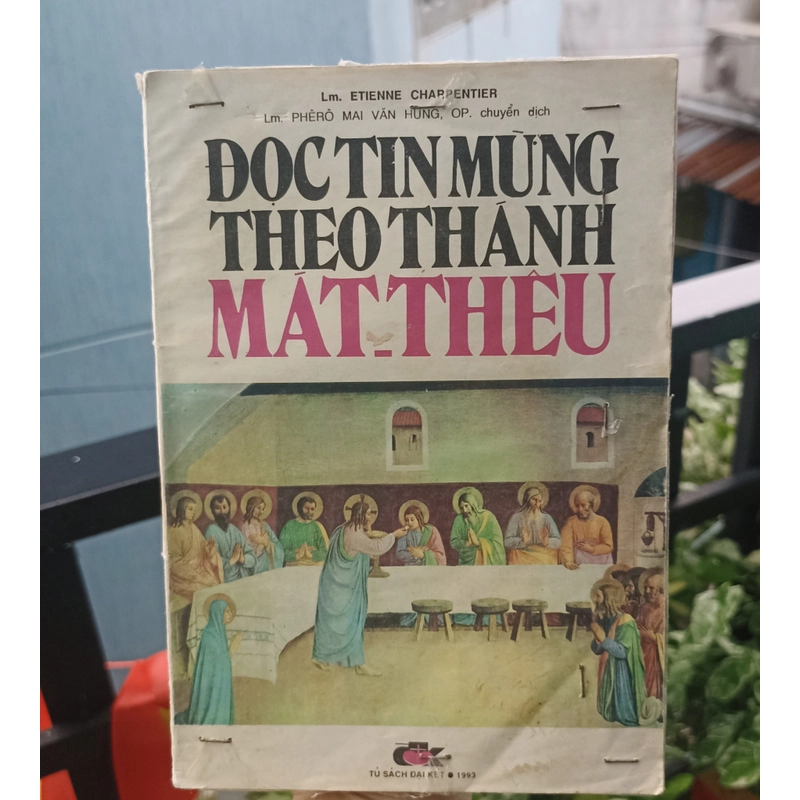 Lm. ETIENNE CHARPENTIER
Lm. PHÊRÔ MAI VĂN HÙNG, OP. chuyển dịch
ĐỌC TIN MỪNG
THEO THÁNH
MÁT-THÊU
TỦ SÁCH ĐẠI KẾT ● 1993